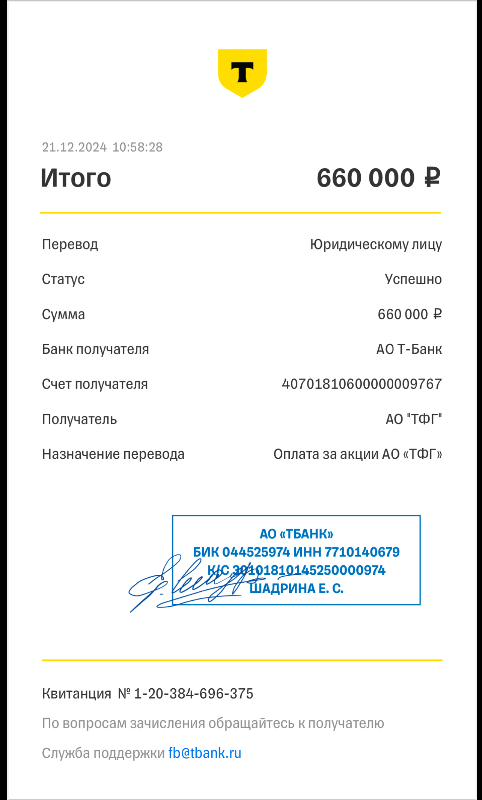 T
21.12.2024 10:58:28
Итого 660 000 ₽
Перевод Юридическому лицу
Статус Успешно
Сумма 660 000 ₽
Банк получателя АО Т-Банк
Счет получателя 40701810600000009767
Получатель АО "ТФГ"
Назначение перевода Оплата за акции АО «ТФГ»
АО «ТБАНК»
БИК 044525974 ИНН 7710140679
К/С 30101810145250000974
ШАДРИНА Е. С.
Квитанция № 1-20-384-696-375
По вопросам зачисления обращайтесь к получателю
Служба поддержки fb@tbank.ru